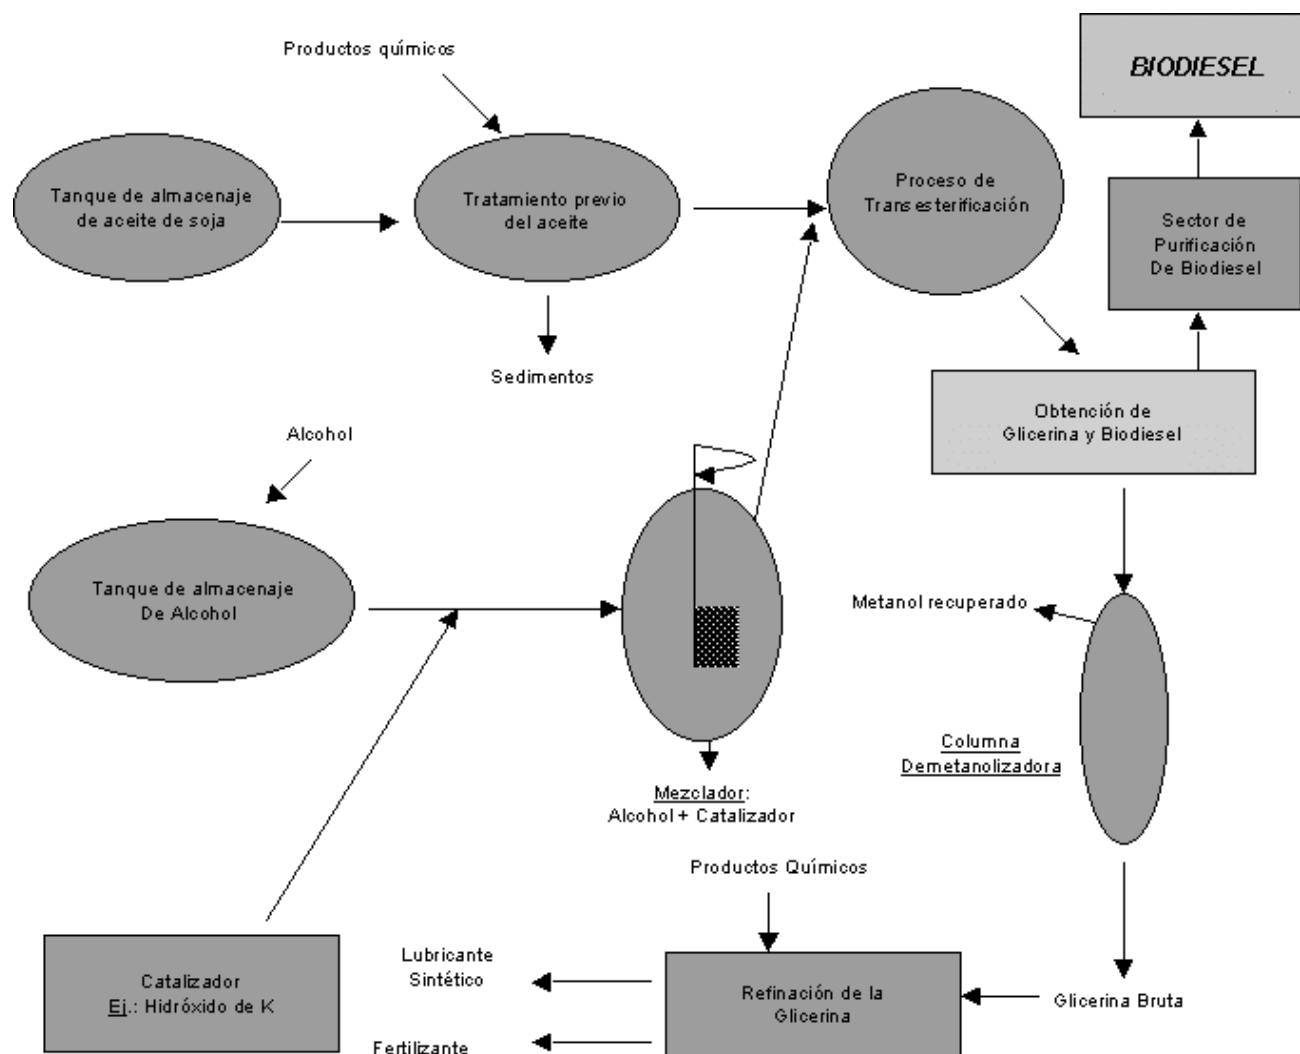 Productos químicos
BIODIESEL
Tanque de almacenaje
de aceite de soja
Tratamiento previo
del aceite
Proceso de
Transesterificación
Sector de
Purificación
De Biodiesel
Sedimentos
Obtención de
Glicerina y Biodiesel
Alcohol
Tanque de almacenaje
De Alcohol
Metanol recuperado
Columna
Demetanolizadora
Mezclador:
Alcohol + Catalizador
Productos Químicos
Catalizador
Ej.: Hidróxido de K
Lubricante
Sintético
Refinación de la
Glicerina
Glicerina Bruta
Fertilizante